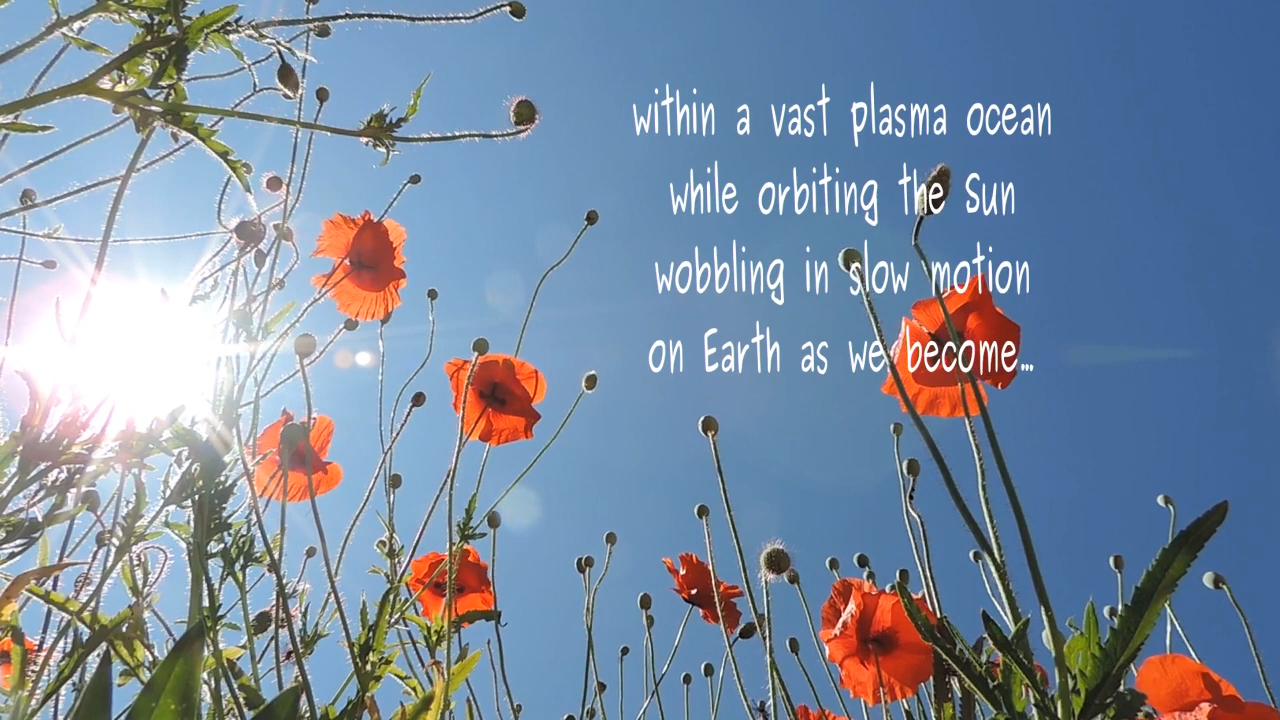 within a vast plasma ocean
while orbiting the Sun
wobbling in slow motion
on Earth as we become...